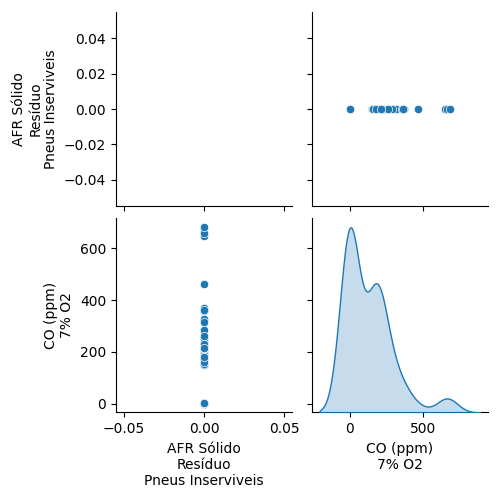 0.04
0.02
0.00
−0.02
−0.04
AFR Sólido
Resíduo
Pneus Inserviveis
600
400
200
0
CO (ppm)
7% O2
−0.05
0.00
0.05
AFR Sólido
Resíduo
Pneus Inserviveis
0
500
CO (ppm)
7% O2